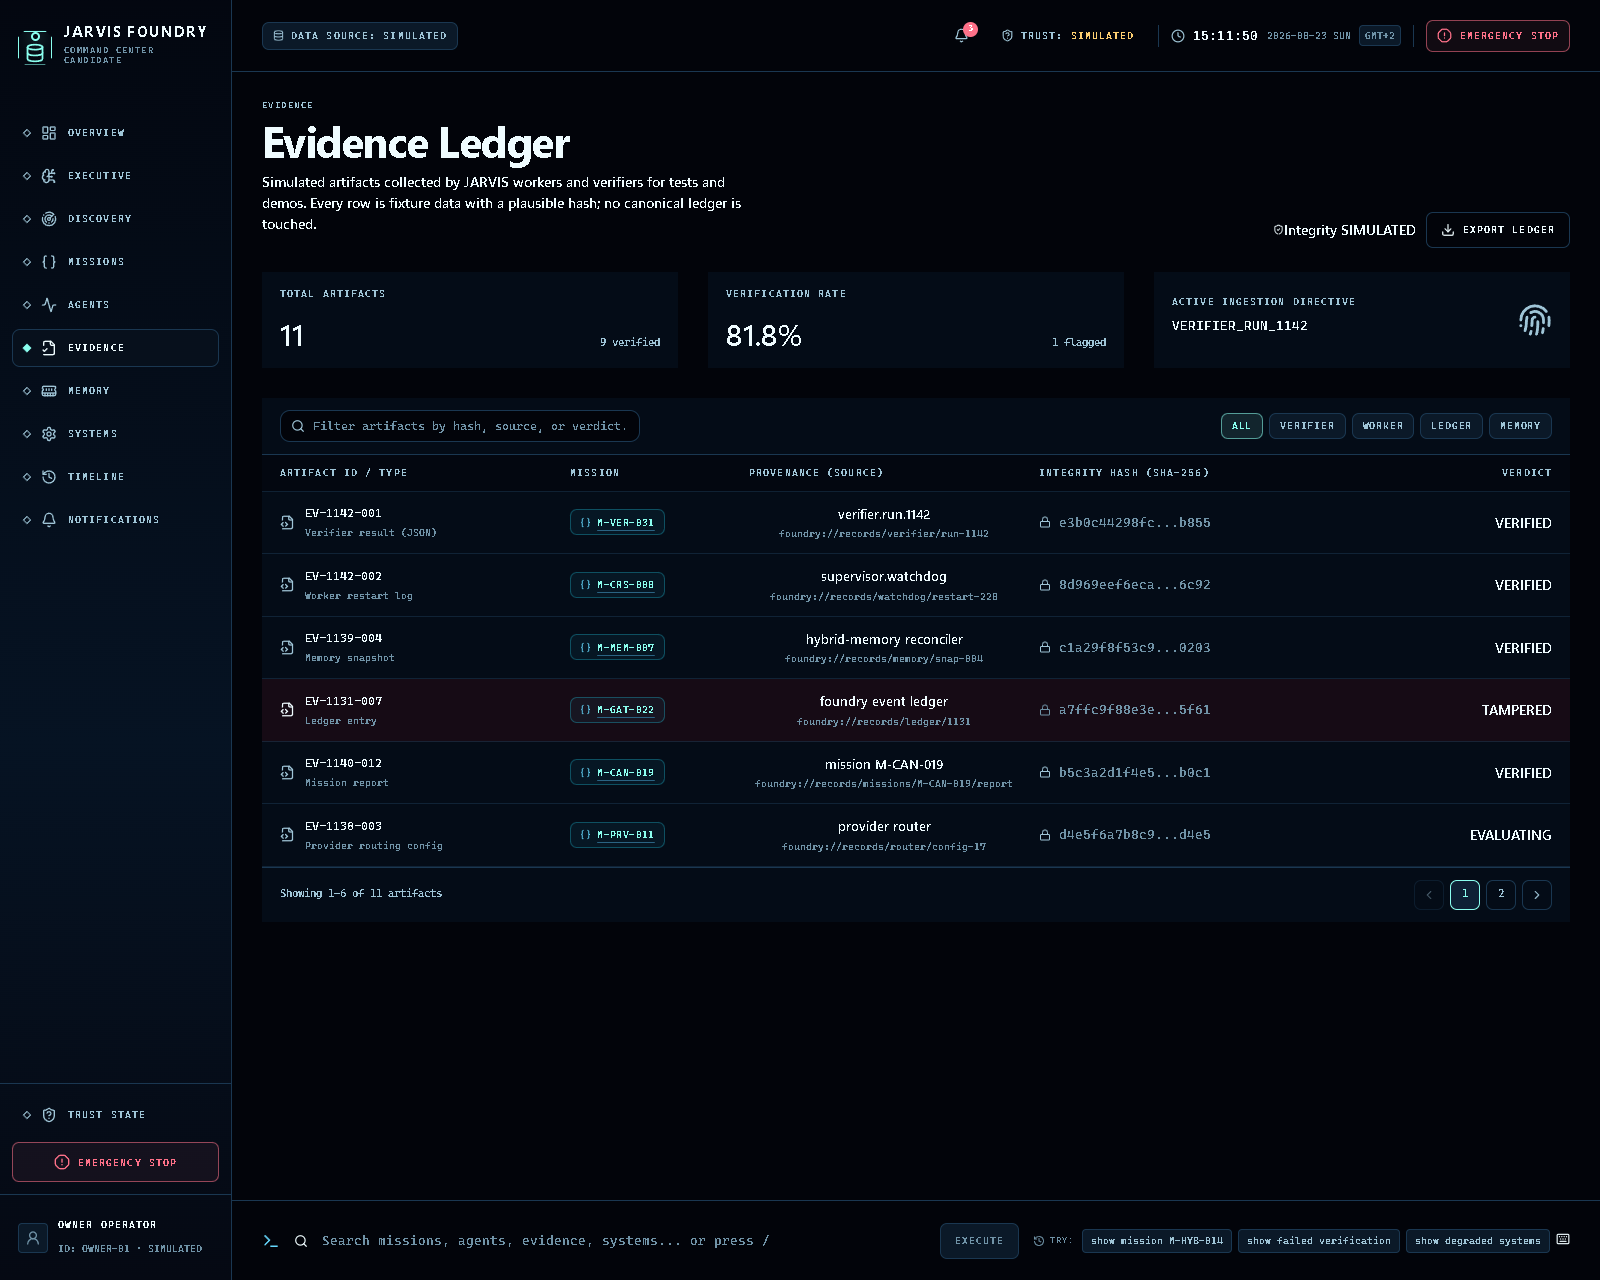 JARVIS FOUNDRY
COMMAND CENTER
CANDIDATE
DATA SOURCE: SIMULATED
3
TRUST: SIMULATED
15:11:50 2026-08-23 SUN GMT+2
EMERGENCY STOP
OVERVIEW
EXECUTIVE
DISCOVERY
MISSIONS
AGENTS
EVIDENCE
MEMORY
SYSTEMS
TIMELINE
NOTIFICATIONS
TRUST STATE
EMERGENCY STOP
OWNER OPERATOR
ID: OWNER-01 • SIMULATED
EVIDENCE
Evidence Ledger
Simulated artifacts collected by JARVIS workers and verifiers for tests and
demos. Every row is fixture data with a plausible hash; no canonical ledger is
touched.
Integrity SIMULATED
EXPORT LEDGER
TOTAL ARTIFACTS
11
9 verified
VERIFICATION RATE
81.8%
1 flagged
ACTIVE INGESTION DIRECTIVE
VERIFIER_RUN_1142
Filter artifacts by hash, source, or verdict.
ALL VERIFIER WORKER LEDGER MEMORY
ARTIFACT ID / TYPE MISSION PROVENANCE (SOURCE) INTEGRITY HASH (SHA-256) VERDICT
EV-1142-001
Verifier result (JSON)
{} M-VER-031
verifier.run.1142
foundry://records/verifier/run-1142
e3b0c44298fc...b855
VERIFIED
EV-1142-002
Worker restart log
{} M-CRS-008
supervisor.watchdog
foundry://records/watchdog/restart-228
8d969eef6eca...6c92
VERIFIED
EV-1139-004
Memory snapshot
{} M-MEM-007
hybrid-memory reconciler
foundry://records/memory/snap-004
c1a29f8f53c9...0203
VERIFIED
EV-1131-007
Ledger entry
{} M-GAT-022
foundry event ledger
foundry://records/ledger/1131
a7ffc9f88e3e...5f61
TAMPERED
EV-1140-012
Mission report
{} M-CAN-019
mission M-CAN-019
foundry://records/missions/M-CAN-019/report
b5c3a2d1f4e5...b0c1
VERIFIED
EV-1130-003
Provider routing config
{} M-PRV-011
provider router
foundry://records/router/config-17
d4e5f6a7b8c9...d4e5
EVALUATING
Showing 1-6 of 11 artifacts
1 2
Search missions, agents, evidence, systems... or press /
EXECUTE
TRY: show mission M-HYB-014 show failed verification show degraded systems